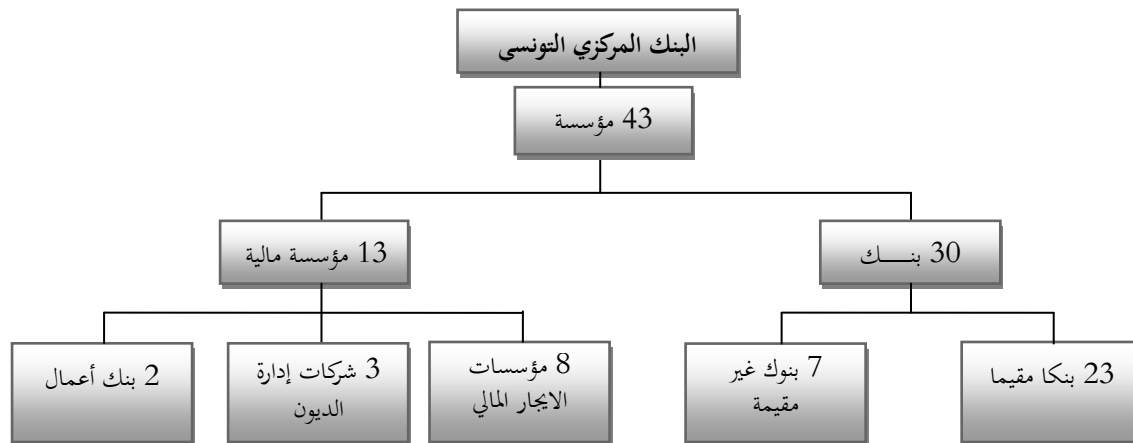 البنك المركزي التونسي
43 مؤسسة
30 بنـــــك
13 مؤسسة مالية
23 بنكا مقيما
7 بنوك غير
مقيمة
8 مؤسسات
الايجار المالي
3 شركات إدارة
الديون
2 بنك أعمال